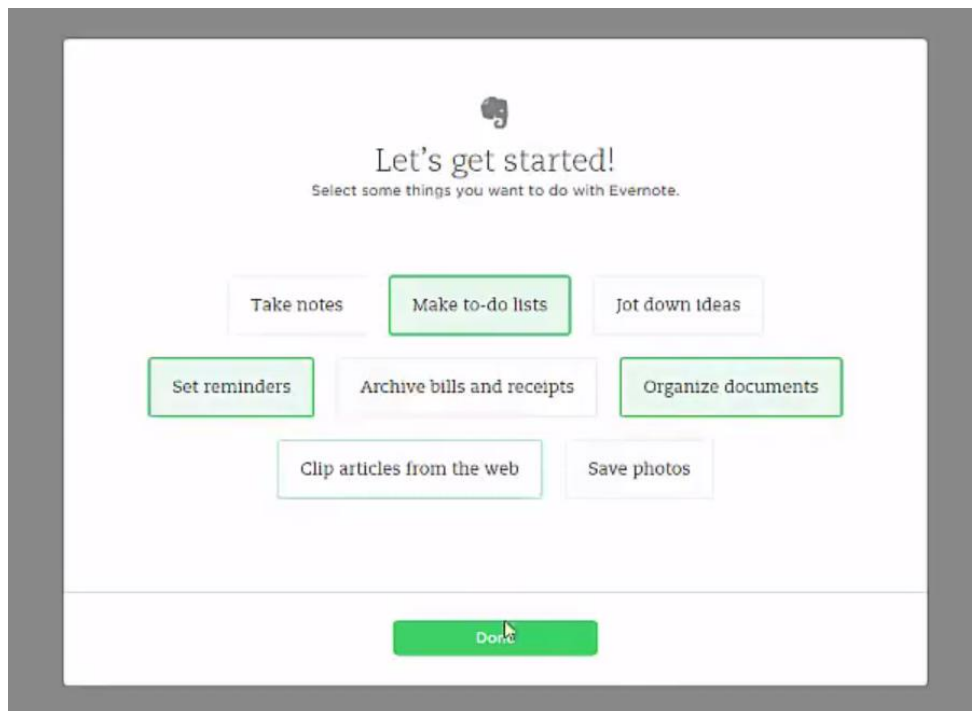 Let's get started!
Select some things you want to do with Evernote.
Take notes
Make to-do lists
Jot down ideas
Set reminders
Archive bills and receipts
Organize documents
Clip articles from the web
Save photos
Done